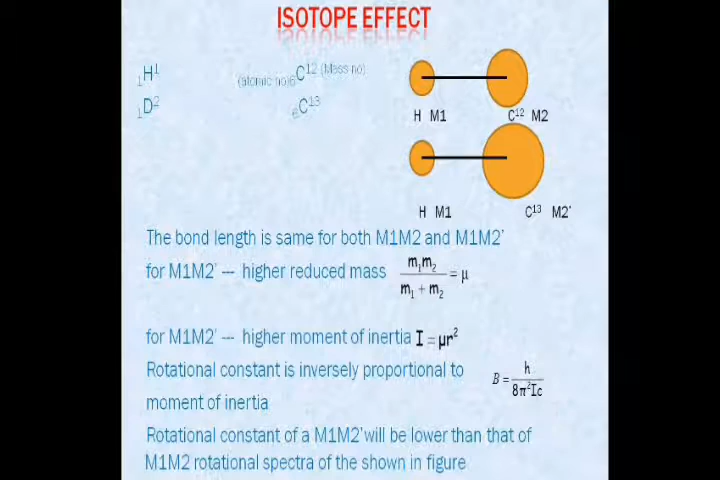 ISOTOPE EFFECT
₁H¹ (atomic no)₆C¹² (Mass no)
₁D² ₆C¹³
H M1 C¹² M2
H M1 C¹³ M2'
The bond length is same for both M1M2 and M1M2'
for M1M2' --- higher reduced mass m₁m₂ / m₁ + m₂ = μ
for M1M2' --- higher moment of inertia I = μr²
Rotational constant is inversely proportional to B = h / 8π²Ic
moment of inertia
Rotational constant of a M1M2'will be lower than that of
M1M2 rotational spectra of the shown in figure